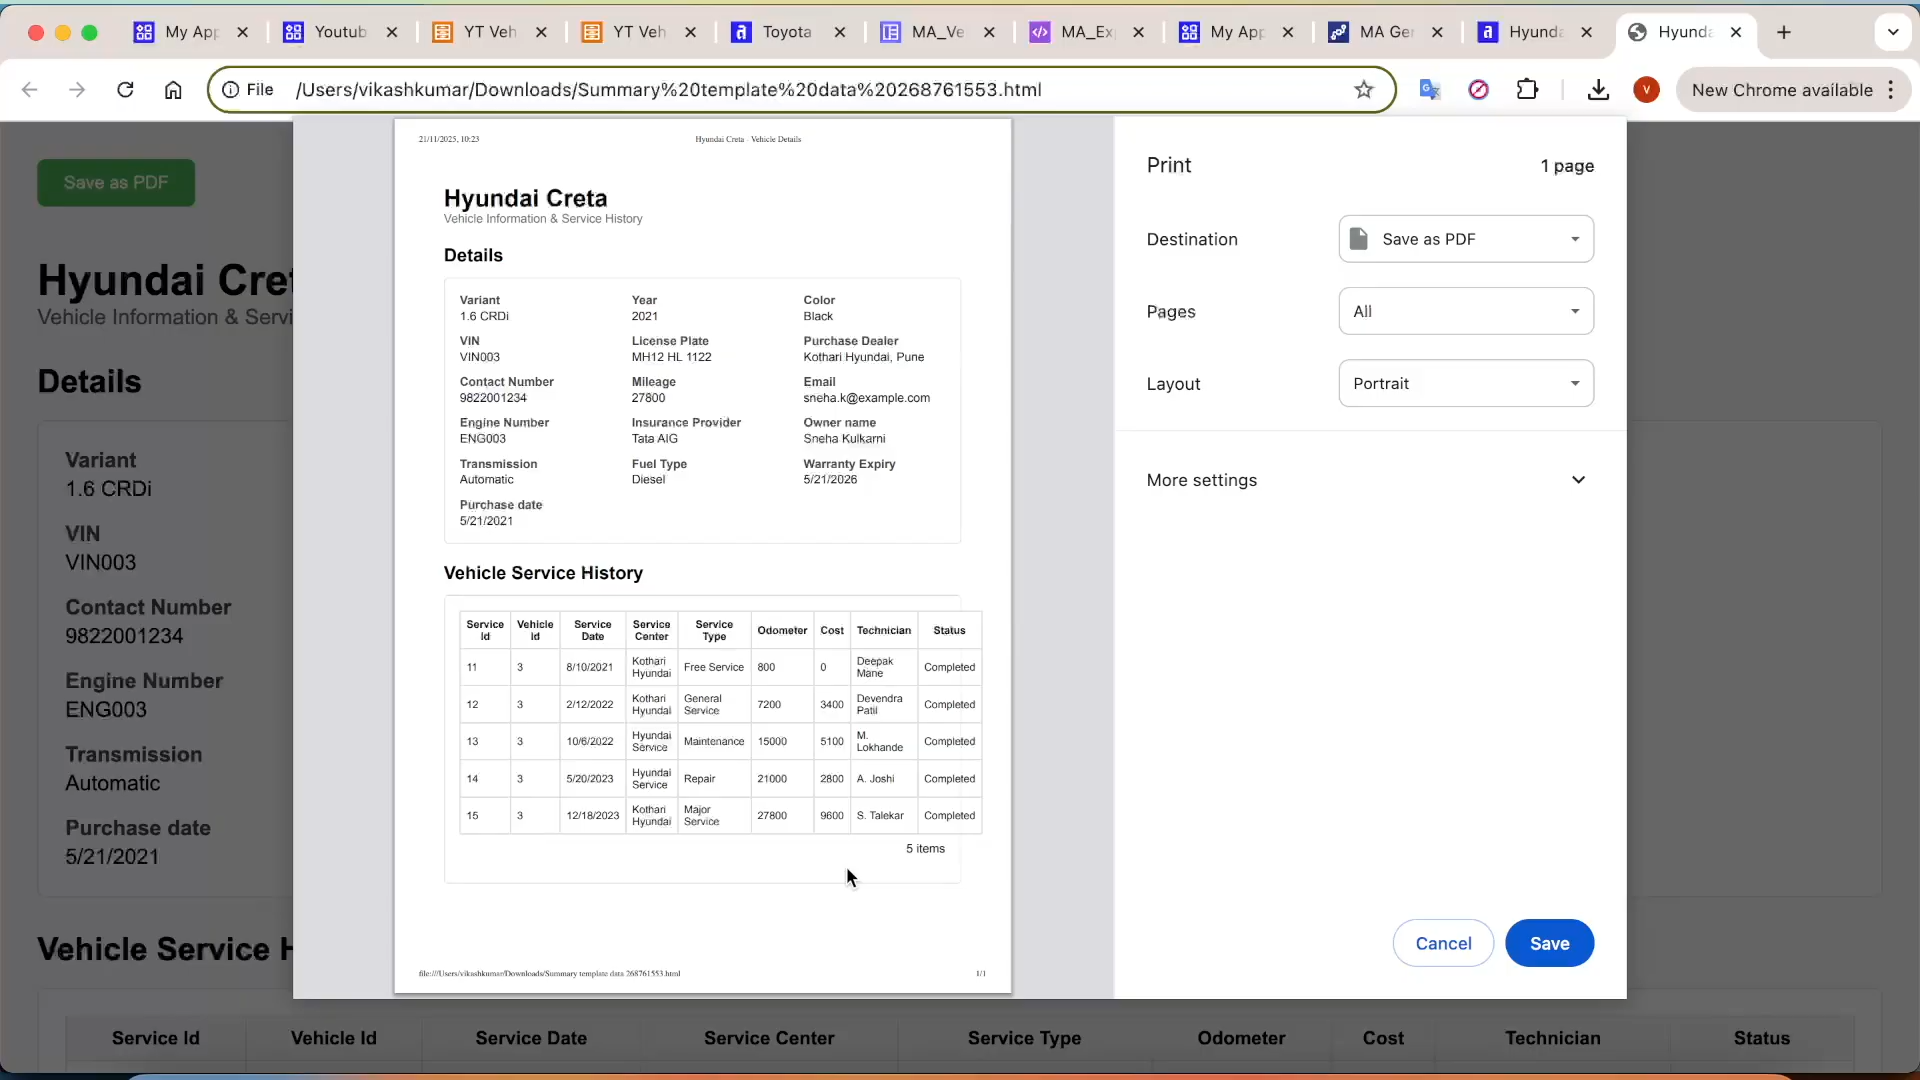 My App
Youtub
YT Veh
YT Veh
Toyota
MA_Ve
MA_Ex
My App
MA Ger
Hyunda
Hyunda
File
/Users/vikashkumar/Downloads/Summary%20template%20data%20268761553.html
V
New Chrome available
Save as PDF
Hyundai Cret
Vehicle Information & Servi
Details
Variant
1.6 CRDi
VIN
VIN003
Contact Number
9822001234
Engine Number
ENG003
Transmission
Automatic
Purchase date
5/21/2021
Vehicle Service H
Service Id Vehicle Id Service Date Service Center Service Type Odometer Cost Technician Status
21/11/2025, 10:23
Hyundai Creta - Vehicle Details
Hyundai Creta
Vehicle Information & Service History
Details
Variant Year Color
1.6 CRDi 2021 Black
VIN License Plate Purchase Dealer
VIN003 MH12 HL 1122 Kothari Hyundai, Pune
Contact Number Mileage Email
9822001234 27800 sneha.k@example.com
Engine Number Insurance Provider Owner name
ENG003 Tata AIG Sneha Kulkarni
Transmission Fuel Type Warranty Expiry
Automatic Diesel 5/21/2026
Purchase date
5/21/2021
Vehicle Service History
Service Id Vehicle Id Service Date Service Center Service Type Odometer Cost Technician Status
11 3 8/10/2021 Kothari Hyundai Free Service 800 0 Deepak Mane Completed
12 3 2/12/2022 Kothari Hyundai General Service 7200 3400 Devendra Patil Completed
13 3 10/6/2022 Hyundai Service Maintenance 15000 5100 M. Lokhande Completed
14 3 5/20/2023 Hyundai Service Repair 21000 2800 A. Joshi Completed
15 3 12/18/2023 Kothari Hyundai Major Service 27800 9600 S. Talekar Completed
5 items
file:///Users/vikashkumar/Downloads/Summary template data 268761553.html
1/1
Print
1 page
Destination
Save as PDF
Pages
All
Layout
Portrait
More settings
Cancel
Save